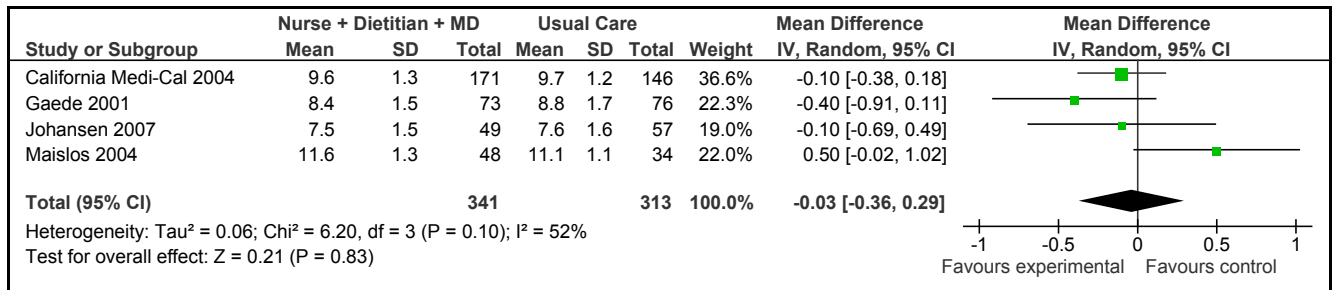 Nurse + Dietitian + MD Usual Care Mean Difference Mean Difference
Study or Subgroup Mean SD Total Mean SD Total Weight IV, Random, 95% CI IV, Random, 95% CI
California Medi-Cal 2004 9.6 1.3 171 9.7 1.2 146 36.6% -0.10 [-0.38, 0.18]
Gaede 2001 8.4 1.5 73 8.8 1.7 76 22.3% -0.40 [-0.91, 0.11]
Johansen 2007 7.5 1.5 49 7.6 1.6 57 19.0% -0.10 [-0.69, 0.49]
Maislos 2004 11.6 1.3 48 11.1 1.1 34 22.0% 0.50 [-0.02, 1.02]
Total (95% CI) 341 313 100.0% -0.03 [-0.36, 0.29]
Heterogeneity: Tau² = 0.06; Chi² = 6.20, df = 3 (P = 0.10); I² = 52%
Test for overall effect: Z = 0.21 (P = 0.83)
-1 -0.5 0 0.5 1
Favours experimental Favours control